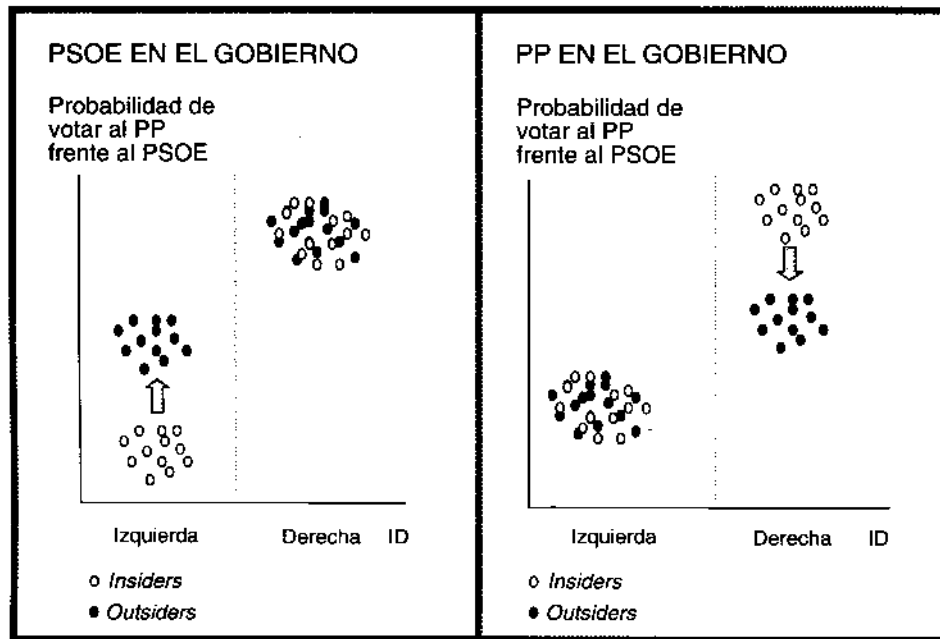 PSOE EN EL GOBIERNO
Probabilidad de
votar al PP
frente al PSOE
Izquierda
Derecha
ID
Insiders
Outsiders
PP EN EL GOBIERNO
Probabilidad de
votar al PP
frente al PSOE
Izquierda
Derecha
ID
Insiders
Outsiders